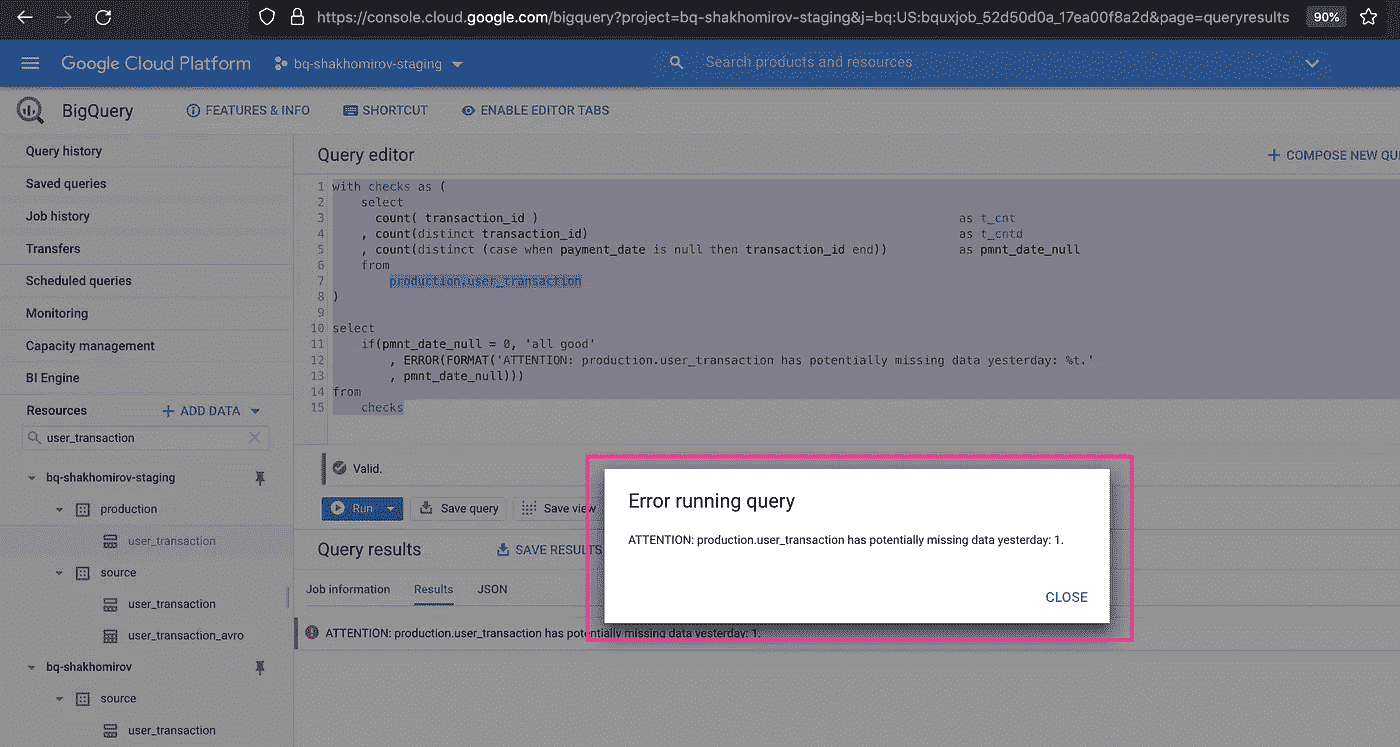 https://console.cloud.google.com/bigquery?project=bq-shakhomirov-staging&j=bq:US:bquxjob_52d50d0a_17ea00f8a2d&page=queryresults 90%
Google Cloud Platform bq-shakhomirov-staging Search products and resources
BigQuery FEATURES & INFO SHORTCUT ENABLE EDITOR TABS
Query history
Saved queries
Job history
Transfers
Scheduled queries
Monitoring
Capacity management
BI Engine
Resources ADD DATA
user_transaction
bq-shakhomirov-staging
production
user_transaction
source
user_transaction
user_transaction_avro
bq-shakhomirov
source
user_transaction
Query editor + COMPOSE NEW QU
1 with checks as (
2 select
3 count( transaction_id ) as t_cnt
4 , count(distinct transaction_id) as t_cntd
5 , count(distinct (case when payment_date is null then transaction_id end)) as pmnt_date_null
6 from
7 production.user_transaction
8 )
9
10 select
11 if(pmnt_date_null = 0, 'all good'
12 , ERROR(FORMAT('ATTENTION: production.user_transaction has potentially missing data yesterday: %t.'
13 , pmnt_date_null)))
14 from
15 checks
Valid.
Run Save query Save view
Query results SAVE RESULTS
Job information Results JSON
ATTENTION: production.user_transaction has potentially missing data yesterday: 1.
Error running query
ATTENTION: production.user_transaction has potentially missing data yesterday: 1.
CLOSE